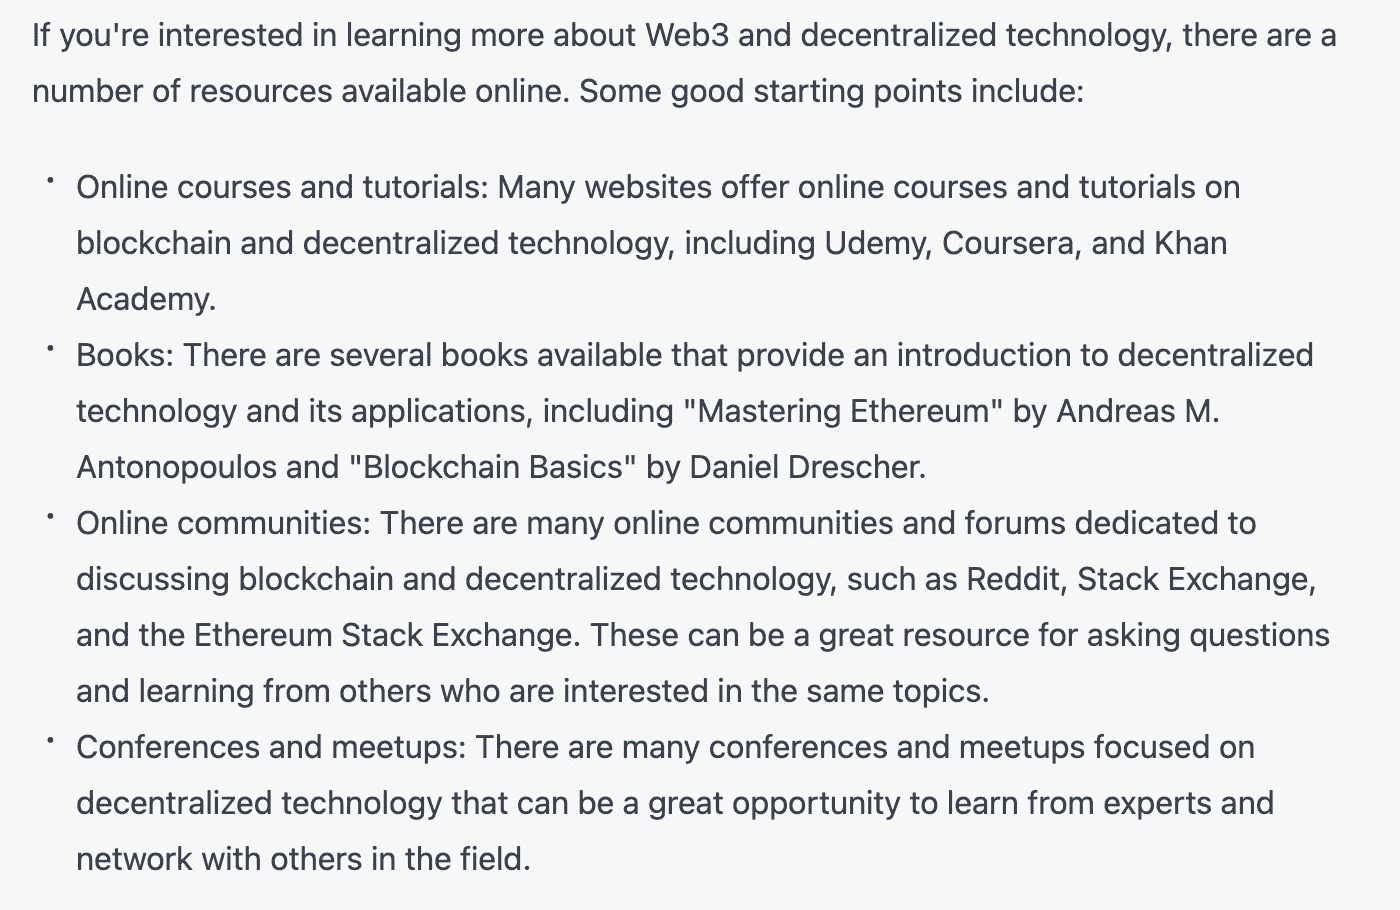 If you're interested in learning more about Web3 and decentralized technology, there are a
number of resources available online. Some good starting points include:
• Online courses and tutorials: Many websites offer online courses and tutorials on
blockchain and decentralized technology, including Udemy, Coursera, and Khan
Academy.
• Books: There are several books available that provide an introduction to decentralized
technology and its applications, including "Mastering Ethereum" by Andreas M.
Antonopoulos and "Blockchain Basics" by Daniel Drescher.
• Online communities: There are many online communities and forums dedicated to
discussing blockchain and decentralized technology, such as Reddit, Stack Exchange,
and the Ethereum Stack Exchange. These can be a great resource for asking questions
and learning from others who are interested in the same topics.
• Conferences and meetups: There are many conferences and meetups focused on
decentralized technology that can be a great opportunity to learn from experts and
network with others in the field.